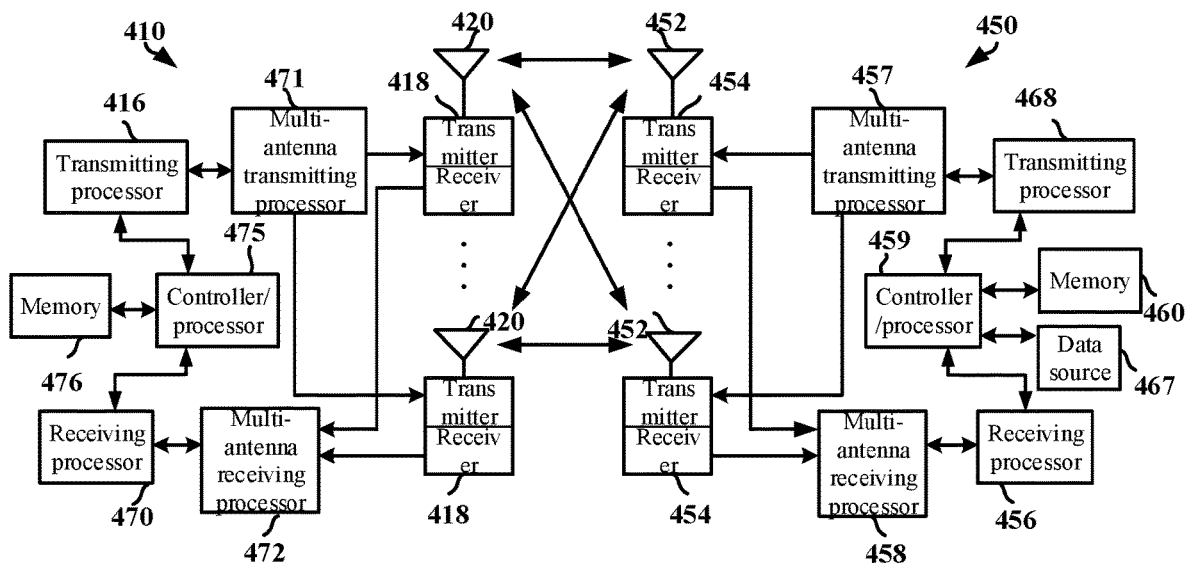 410
420
452
450
471
418
454
457
416
468
Multi-
antenna
transmitting
processor
Trans
mitter
Receiv
er
Trans
mitter
Receiv
er
Multi-
antenna
transmitting
processor
Transmitting
processor
Transmitting
processor
475
459
Memory
Controller/
processor
Controller
/processor
Memory
460
476
420
452
Data
source
467
Receiving
processor
Multi-
antenna
receiving
processor
Trans
mitter
Receiv
er
Trans
mitter
Receiv
er
Multi-
antenna
receiving
processor
Receiving
processor
470
472
418
454
458
456